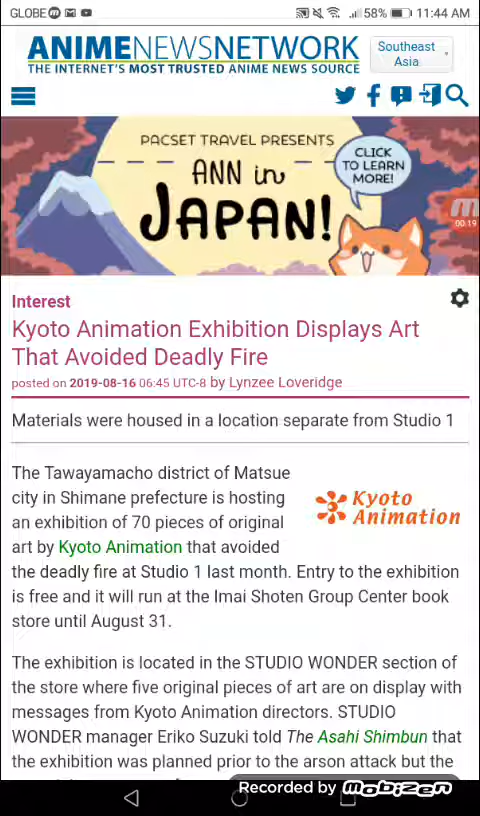 GLOBE 58% 11:44 AM
ANIMENEWSNETWORK
THE INTERNET'S MOST TRUSTED ANIME NEWS SOURCE
Southeast
Asia
PACSET TRAVEL PRESENTS
ANN in
JAPAN!
CLICK
TO LEARN
MORE!
00:19
Interest
Kyoto Animation Exhibition Displays Art
That Avoided Deadly Fire
posted on 2019-08-16 06:45 UTC-8 by Lynzee Loveridge
Materials were housed in a location separate from Studio 1
The Tawayamacho district of Matsue
city in Shimane prefecture is hosting
an exhibition of 70 pieces of original
art by Kyoto Animation that avoided
the deadly fire at Studio 1 last month. Entry to the exhibition
is free and it will run at the Imai Shoten Group Center book
store until August 31.
Kyoto
Animation
The exhibition is located in the STUDIO WONDER section of
the store where five original pieces of art are on display with
messages from Kyoto Animation directors. STUDIO
WONDER manager Eriko Suzuki told The Asahi Shimbun that
the exhibition was planned prior to the arson attack but the
Recorded by Mobizen